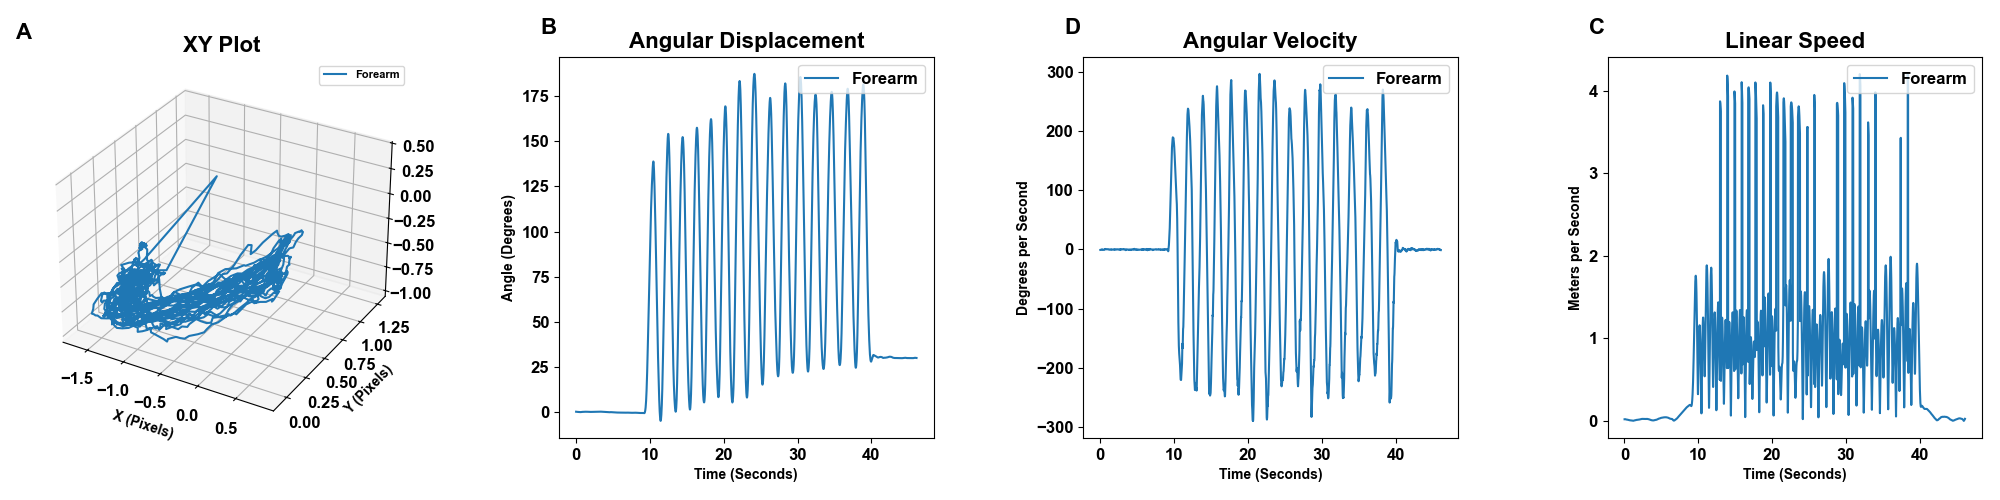 A
XY Plot
Forearm
0.50
0.25
0.00
−0.25
−0.50
−0.75
−1.00
1.25
1.00
0.75
0.50
0.25
0.00
Y (Pixels)
−1.5
−1.0
−0.5
0.0
0.5
X (Pixels)
B
Angular Displacement
Forearm
Angle (Degrees)
175
150
125
100
75
50
25
0
0 10 20 30 40
Time (Seconds)
D
Angular Velocity
Forearm
Degrees per Second
300
200
100
0
−100
−200
−300
0 10 20 30 40
Time (Seconds)
C
Linear Speed
Forearm
Meters per Second
4
3
2
1
0
0 10 20 30 40
Time (Seconds)